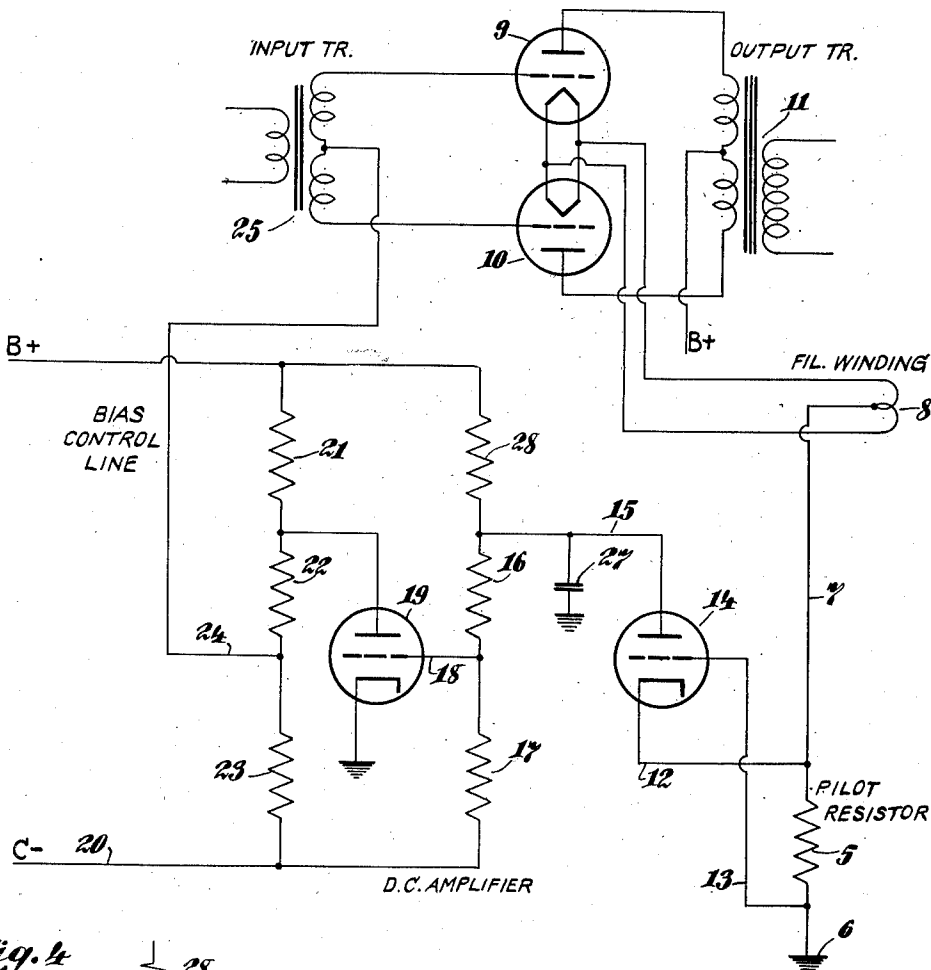 9
INPUT TR.
OUTPUT TR.
11
25
10
B+
B+
FIL. WINDING
8
BIAS
CONTROL
LINE
21
28
15
27
22
16
19
14
7
24
18
23
17
12
PILOT
RESISTOR
5
C-
20
D.C. AMPLIFIER
13
6
Fig. 4
28